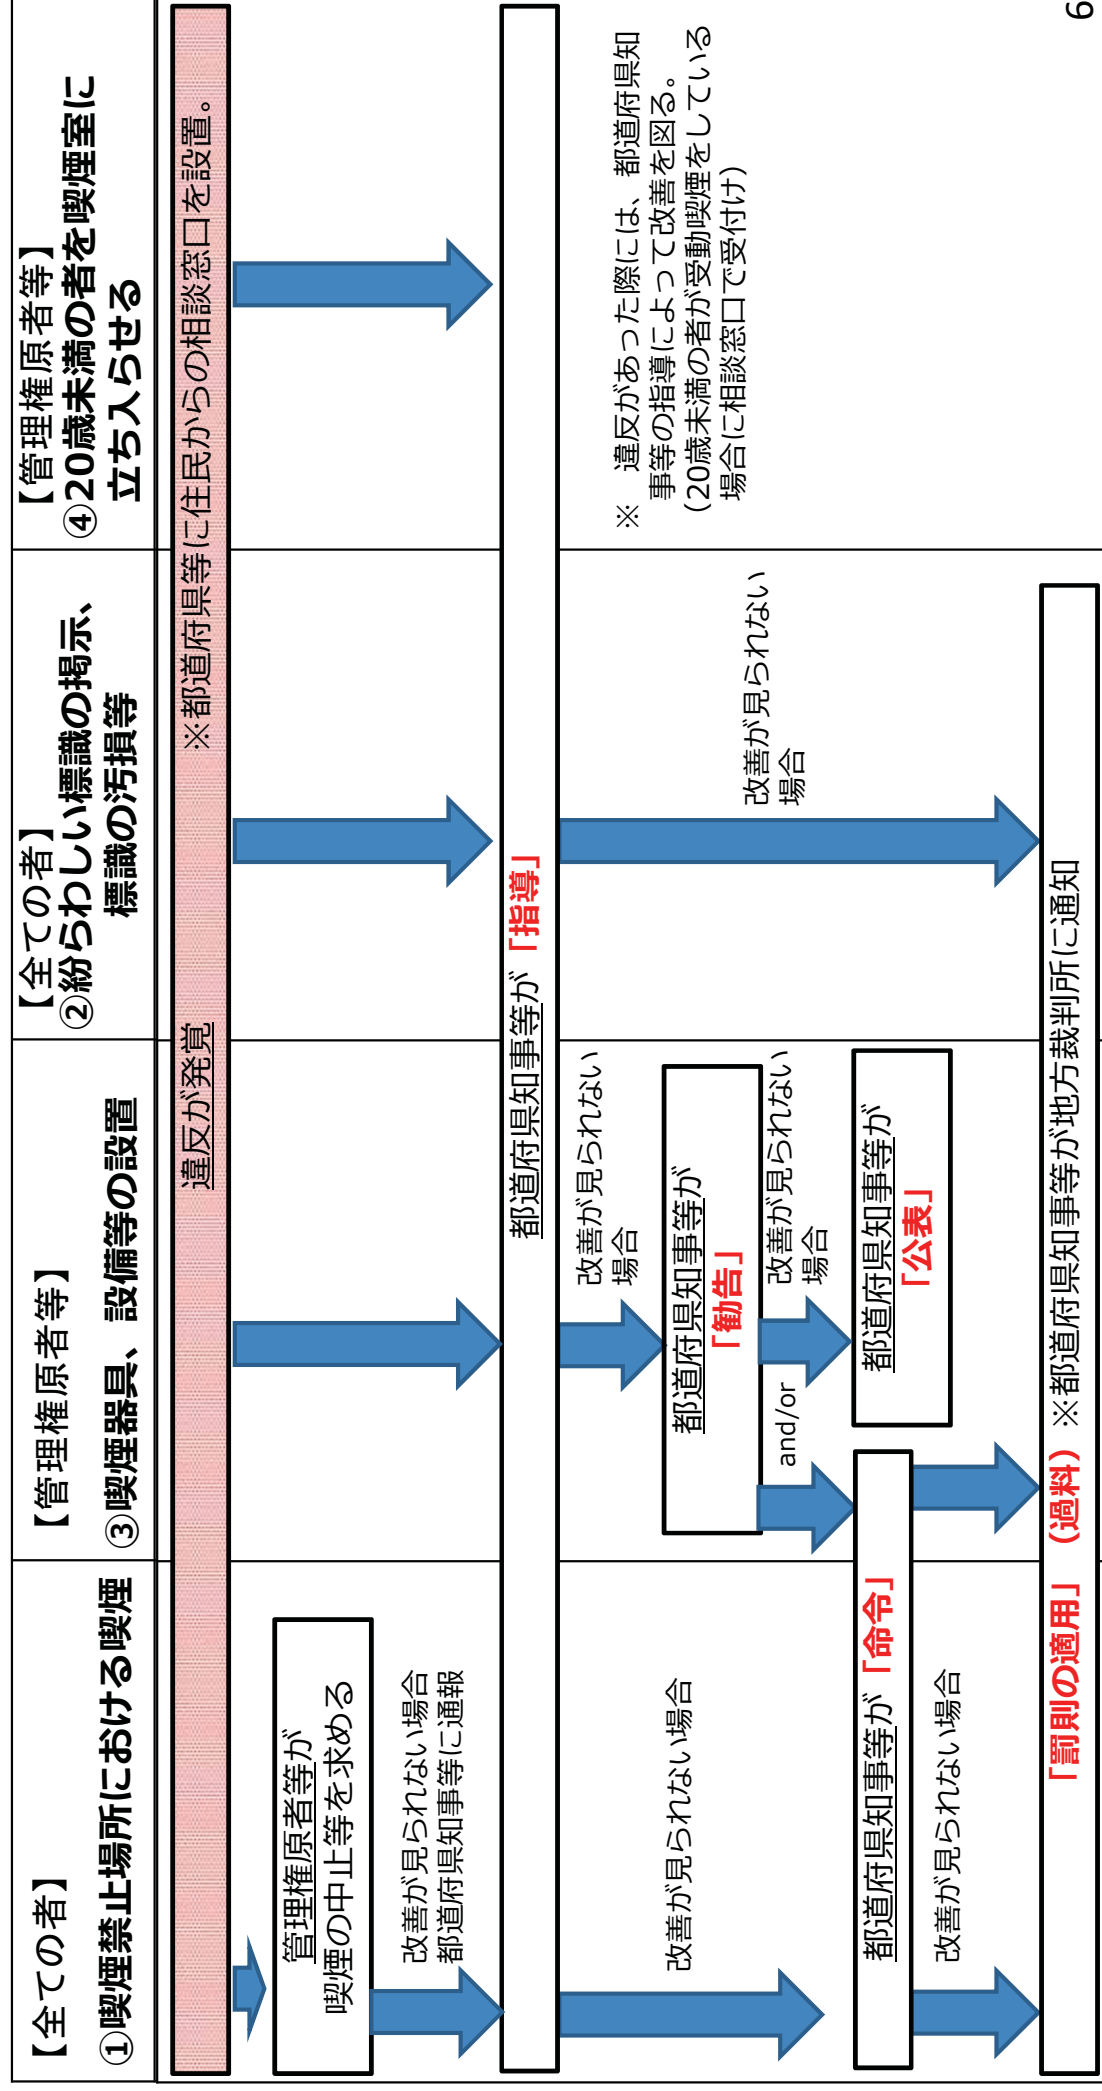 【全ての者】
①喫煙禁止場所における喫煙
【管理権原者等】
③喫煙器具、設備等の設置
【全ての者】
②紛らわしい標識の掲示、
標識の汚損等
【管理権原者等】
④20歳未満の者を喫煙室に
立ち入らせる
違反が発覚
※都道府県等に住民からの相談窓口を設置。
管理権原者等が
喫煙の中止等を求める
改善が見られない場合
都道府県知事等に通報
都道府県知事等が「指導」
改善が見られない場合
改善が見られない
場合
都道府県知事等が
「勧告」
and/or
改善が見られない
場合
都道府県知事等が
「公表」
都道府県知事等が「命令」
改善が見られない場合
改善が見られない
場合
※　違反があった際には、都道府県知
事等の指導によって改善を図る。
（20歳未満の者が受動喫煙をしている
場合に相談窓口で受付け）
「罰則の適用」（過料）※都道府県知事等が地方裁判所に通知
6